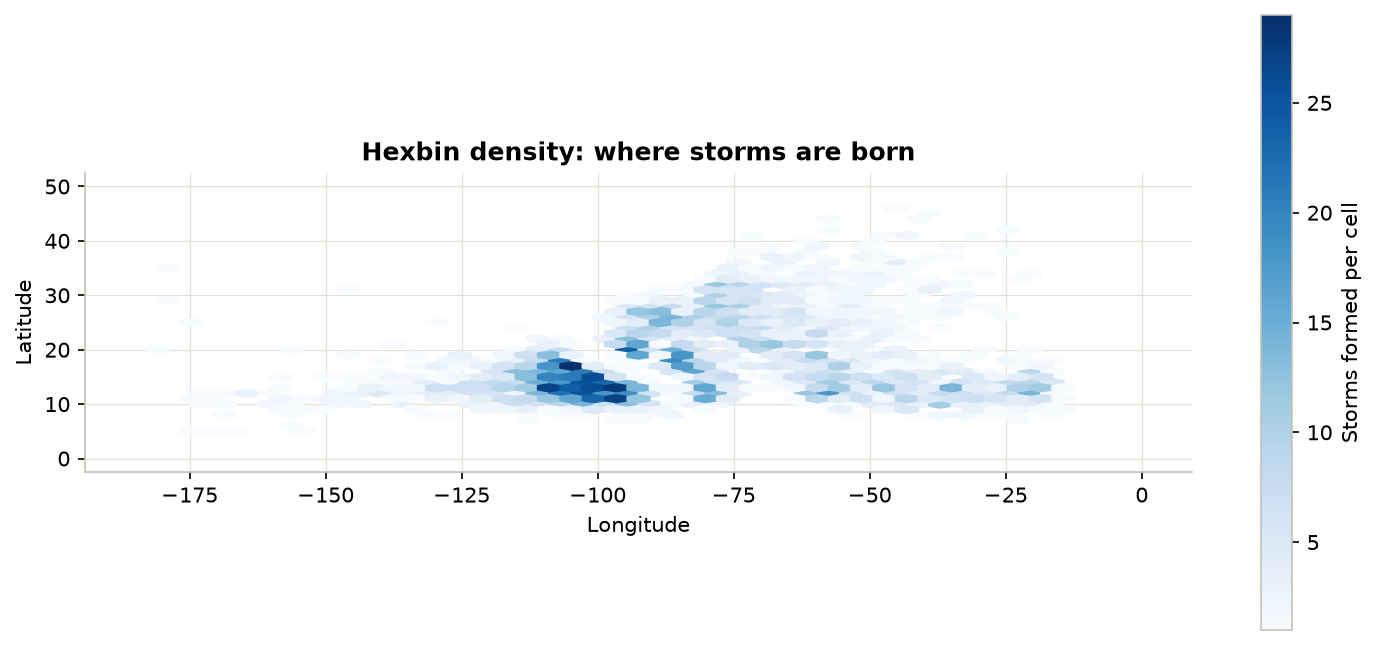 Hexbin density: where storms are born
50
40
30
20
10
0
Latitude
−175 −150 −125 −100 −75 −50 −25 0
Longitude
25
20
15
10
5
Storms formed per cell